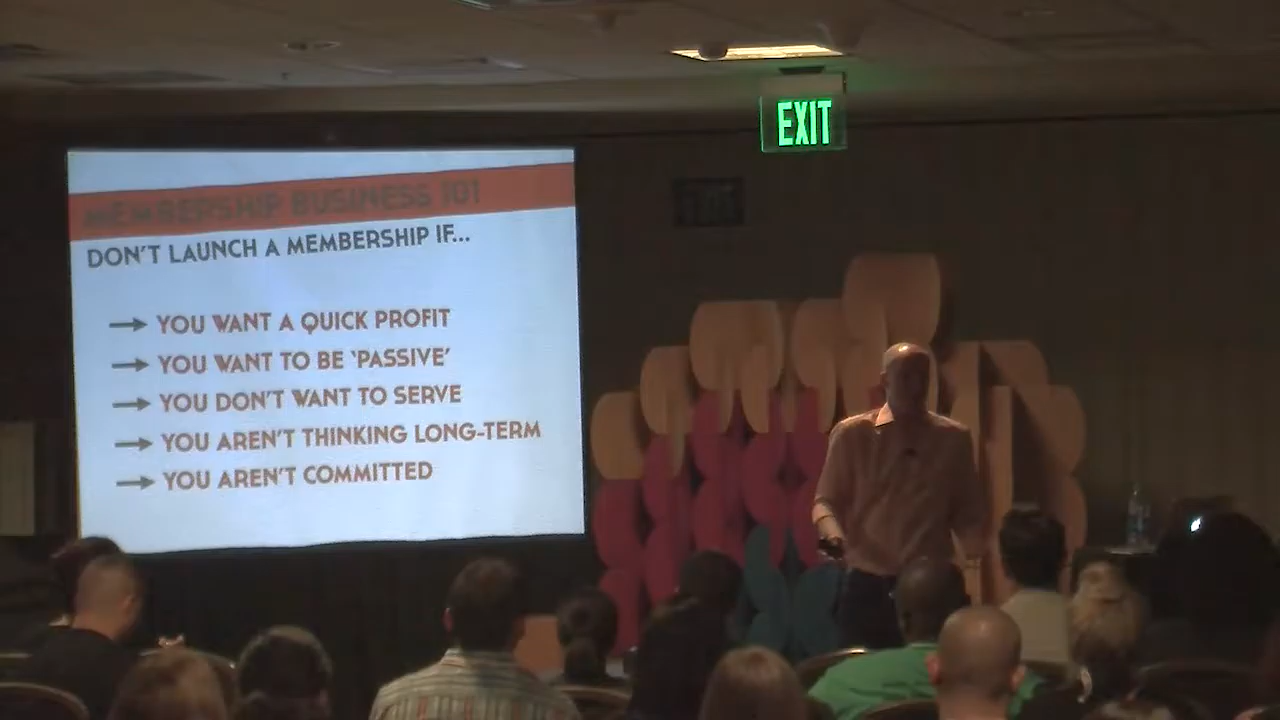 EXIT
MEMBERSHIP BUSINESS 101
DON'T LAUNCH A MEMBERSHIP IF...
→ YOU WANT A QUICK PROFIT
→ YOU WANT TO BE 'PASSIVE'
→ YOU DON'T WANT TO SERVE
→ YOU AREN'T THINKING LONG-TERM
→ YOU AREN'T COMMITTED